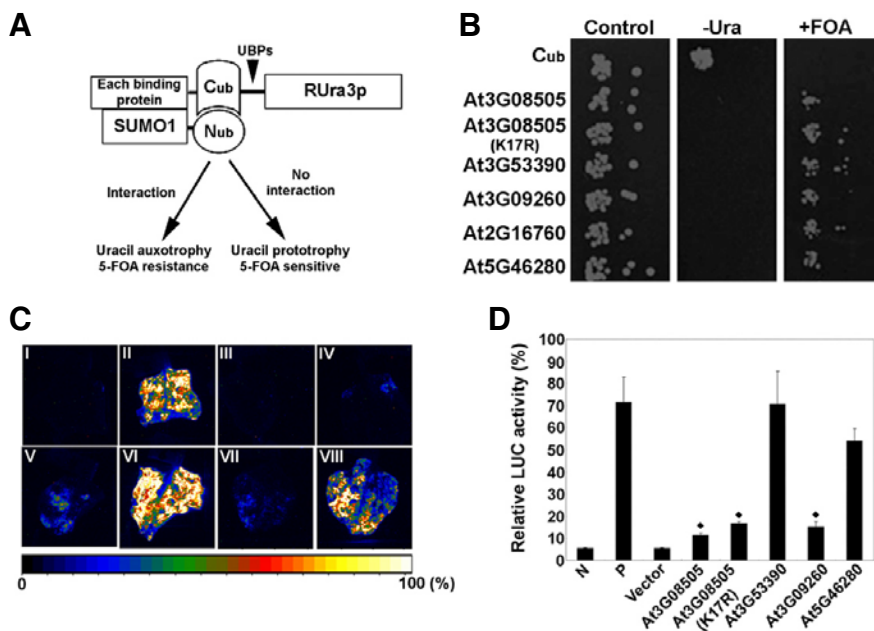 A
UBPs
Each binding
protein
Cub
RUra3p
SUMO1
Nub
Interaction
No
interaction
Uracil auxotrophy
5-FOA resistance
Uracil prototrophy
5-FOA sensitive
B
Control -Ura +FOA
Cub
At3G08505
At3G08505
(K17R)
At3G53390
At3G09260
At2G16760
At5G46280
C
I II III IV
V VI VII VIII
0 100 (%)
D
Relative LUC activity (%)
100
90
80
70
60
50
40
30
20
10
0
N
P
Vector
At3G08505
At3G08505
(K17R)
At3G53390
At3G09260
At5G46280